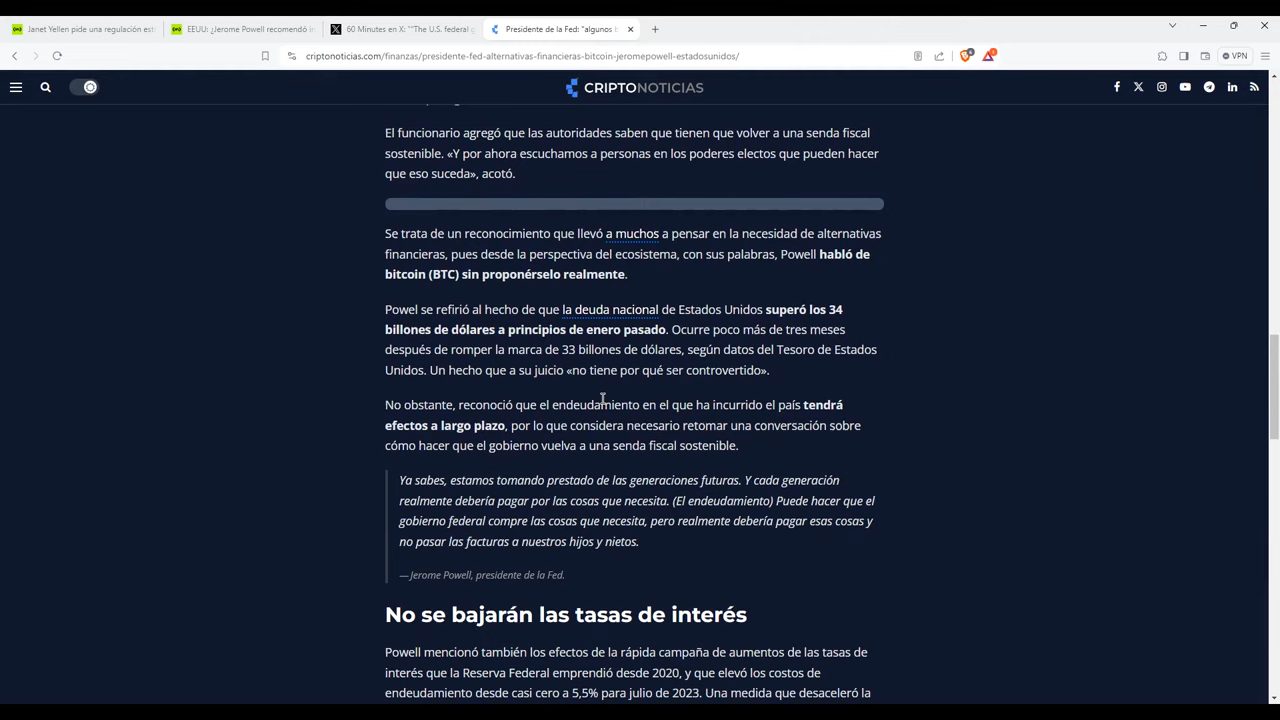 Janet Yellen pide una regulación est
EEUU: ¿Jerome Powell recomendó i
60 Minutos en X: ""The U.S. federal g
Presidente de la Fed: "algunos b
criptonoticias.com/finanzas/presidente-fed-alternativas-financieras-bitcoin-jeromepowell-estadosunidos/
VPN
CRIPTONOTICIAS
El funcionario agregó que las autoridades saben que tienen que volver a una senda fiscal
sostenible. «Y por ahora escuchamos a personas en los poderes electos que pueden hacer
que eso suceda», acotó.
Se trata de un reconocimiento que llevó a muchos a pensar en la necesidad de alternativas
financieras, pues desde la perspectiva del ecosistema, con sus palabras, Powell habló de
bitcoin (BTC) sin proponérselo realmente.
Powel se refirió al hecho de que la deuda nacional de Estados Unidos superó los 34
billones de dólares a principios de enero pasado. Ocurre poco más de tres meses
después de romper la marca de 33 billones de dólares, según datos del Tesoro de Estados
Unidos. Un hecho que a su juicio «no tiene por qué ser controvertido».
No obstante, reconoció que el endeudamiento en el que ha incurrido el país tendrá
efectos a largo plazo, por lo que considera necesario retomar una conversación sobre
cómo hacer que el gobierno vuelva a una senda fiscal sostenible.
Ya sabes, estamos tomando prestado de las generaciones futuras. Y cada generación
realmente debería pagar por las cosas que necesita. (El endeudamiento) Puede hacer que el
gobierno federal compre las cosas que necesita, pero realmente debería pagar esas cosas y
no pasar las facturas a nuestros hijos y nietos.
— Jerome Powell, presidente de la Fed.
No se bajarán las tasas de interés
Powell mencionó también los efectos de la rápida campaña de aumentos de las tasas de
interés que la Reserva Federal emprendió desde 2020, y que elevó los costos de
endeudamiento desde casi cero a 5,5% para julio de 2023. Una medida que desaceleró la